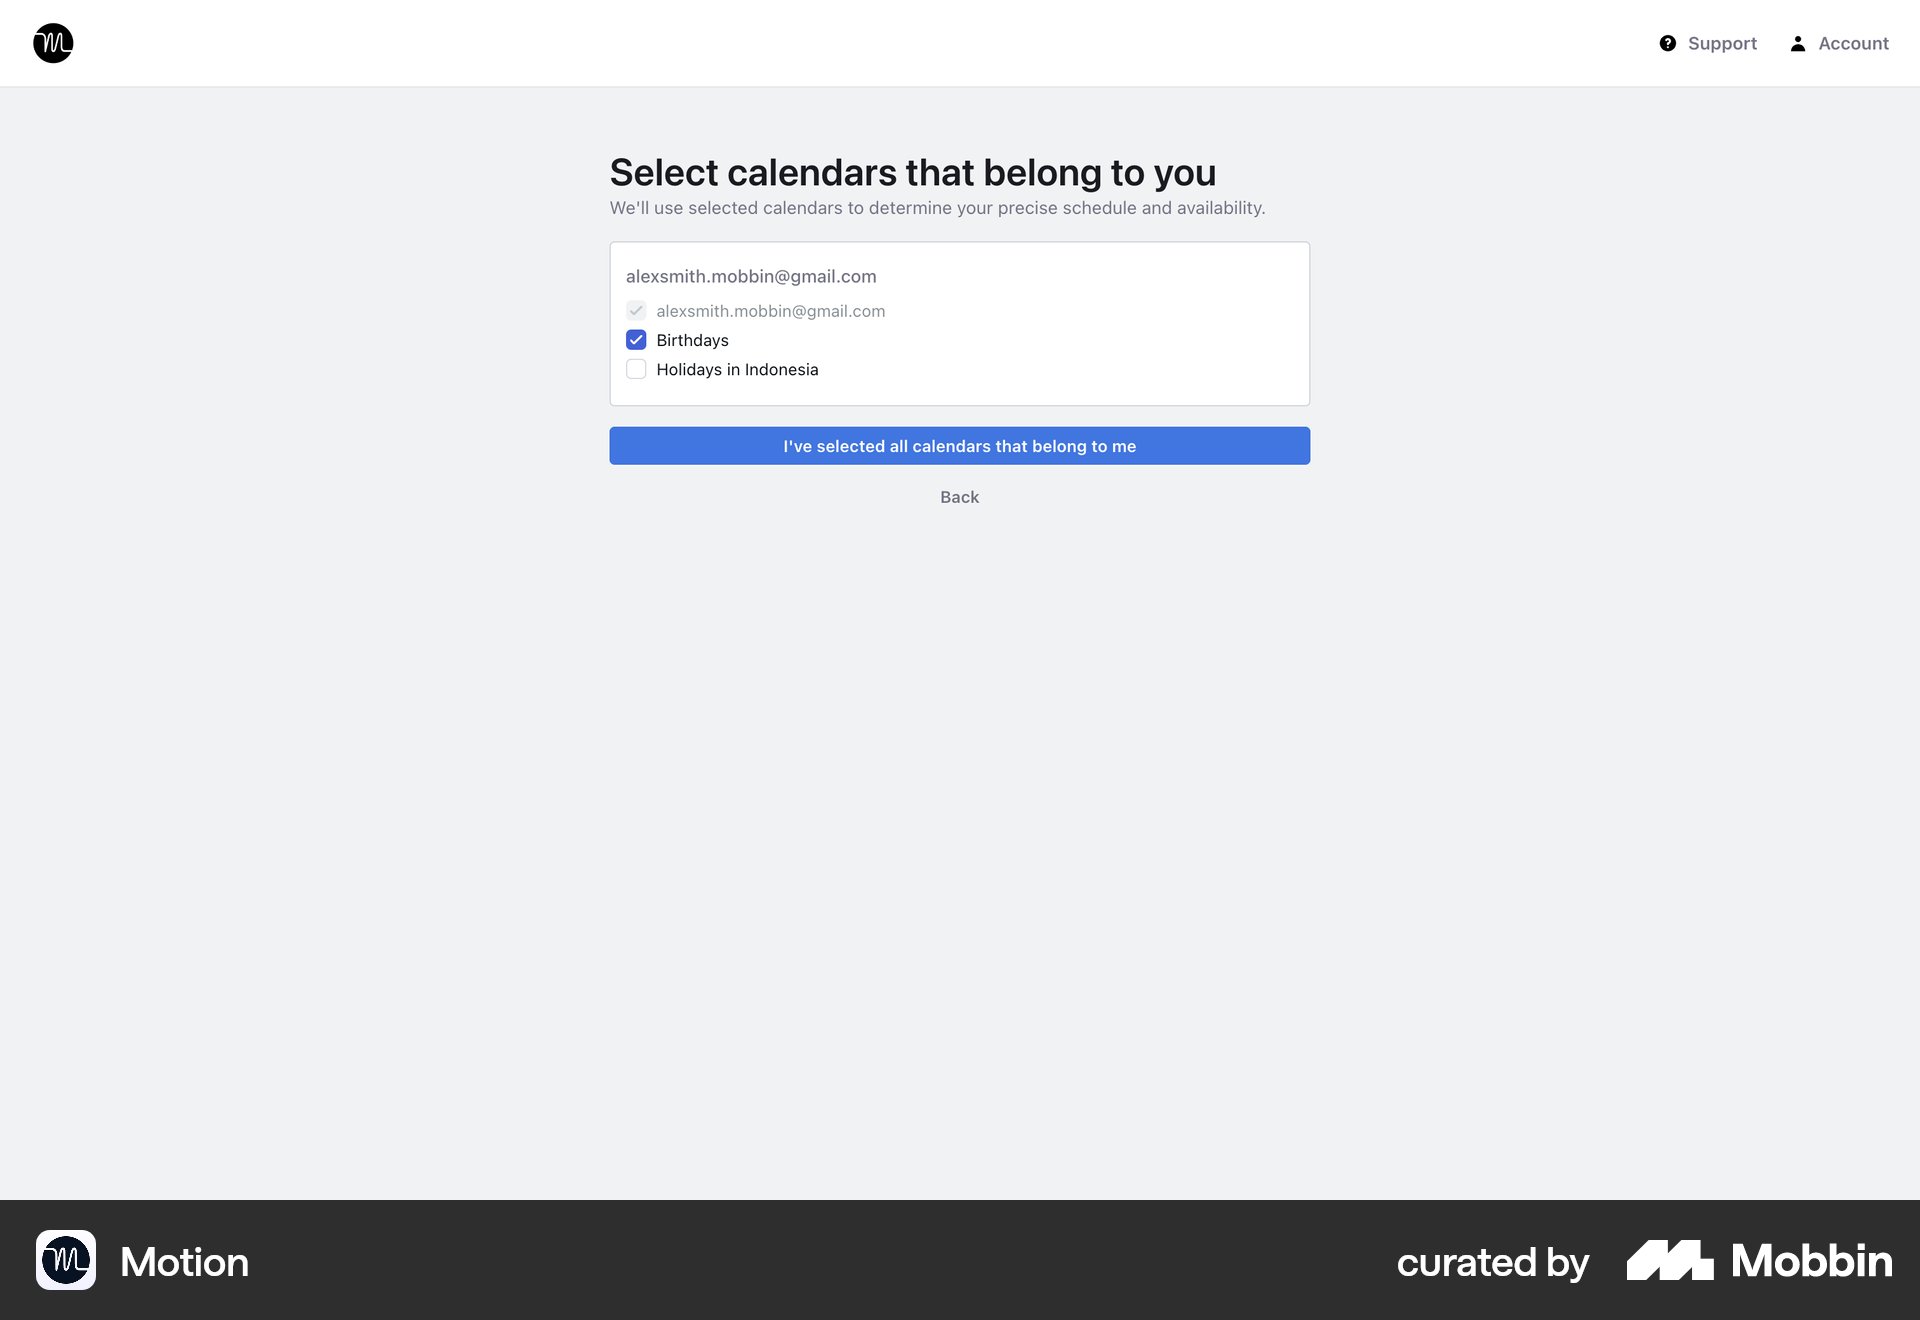 Support
Account
Select calendars that belong to you
We'll use selected calendars to determine your precise schedule and availability.
alexsmith.mobbin@gmail.com
alexsmith.mobbin@gmail.com
Birthdays
Holidays in Indonesia
I've selected all calendars that belong to me
Back
Motion
curated by Mobbin